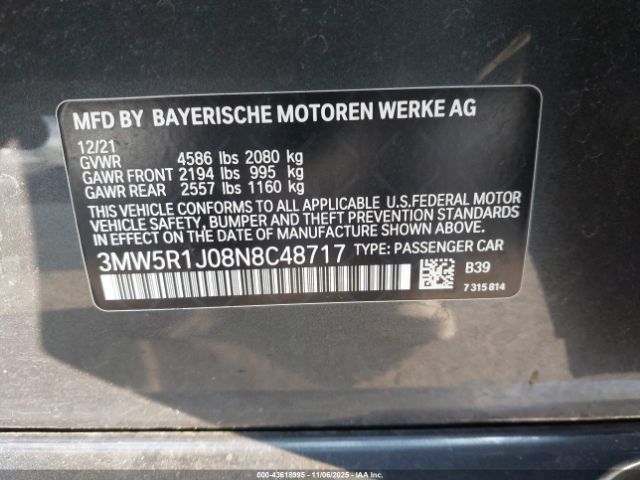 MFD BY BAYERISCHE MOTOREN WERKE AG
12/21
GVWR 4586 lbs 2080 kg
GAWR FRONT 2194 lbs 995 kg
GAWR REAR 2557 lbs 1160 kg
THIS VEHICLE CONFORMS TO ALL APPLICABLE U.S.FEDERAL MOTOR
VEHICLE SAFETY, BUMPER AND THEFT PREVENTION STANDARDS
IN EFFECT ON THE DATE OF MANUFACTURE SHOWN ABOVE.
3MW5R1J08N8C48717 TYPE: PASSENGER CAR
B39
7 315 814
000-43618995 - 11/06/2025 - IAAI.COM